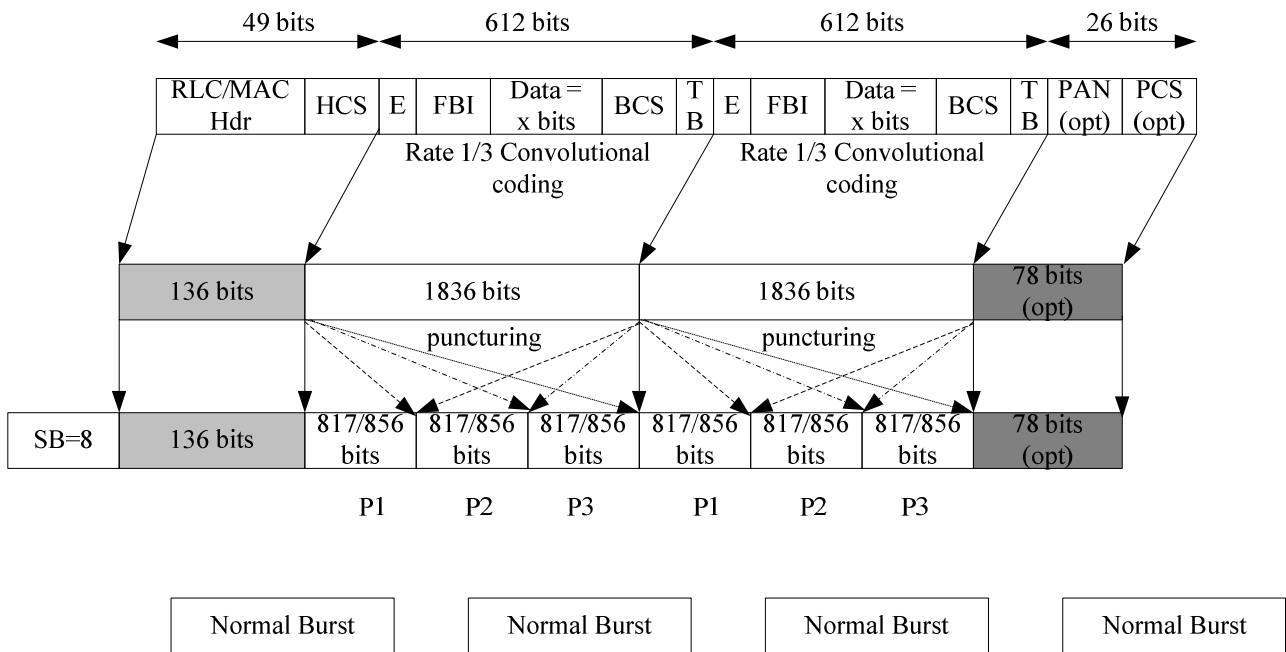 49 bits
612 bits
612 bits
26 bits
RLC/MAC
Hdr
HCS
E
FBI
Data =
x bits
BCS
T
B
E
FBI
Data =
x bits
BCS
T
B
PAN
(opt)
PCS
(opt)
Rate 1/3 Convolutional
coding
Rate 1/3 Convolutional
coding
136 bits
1836 bits
1836 bits
78 bits
(opt)
puncturing
puncturing
SB=8
136 bits
817/856
bits
817/856
bits
817/856
bits
817/856
bits
817/856
bits
817/856
bits
78 bits
(opt)
P1
P2
P3
P1
P2
P3
Normal Burst
Normal Burst
Normal Burst
Normal Burst